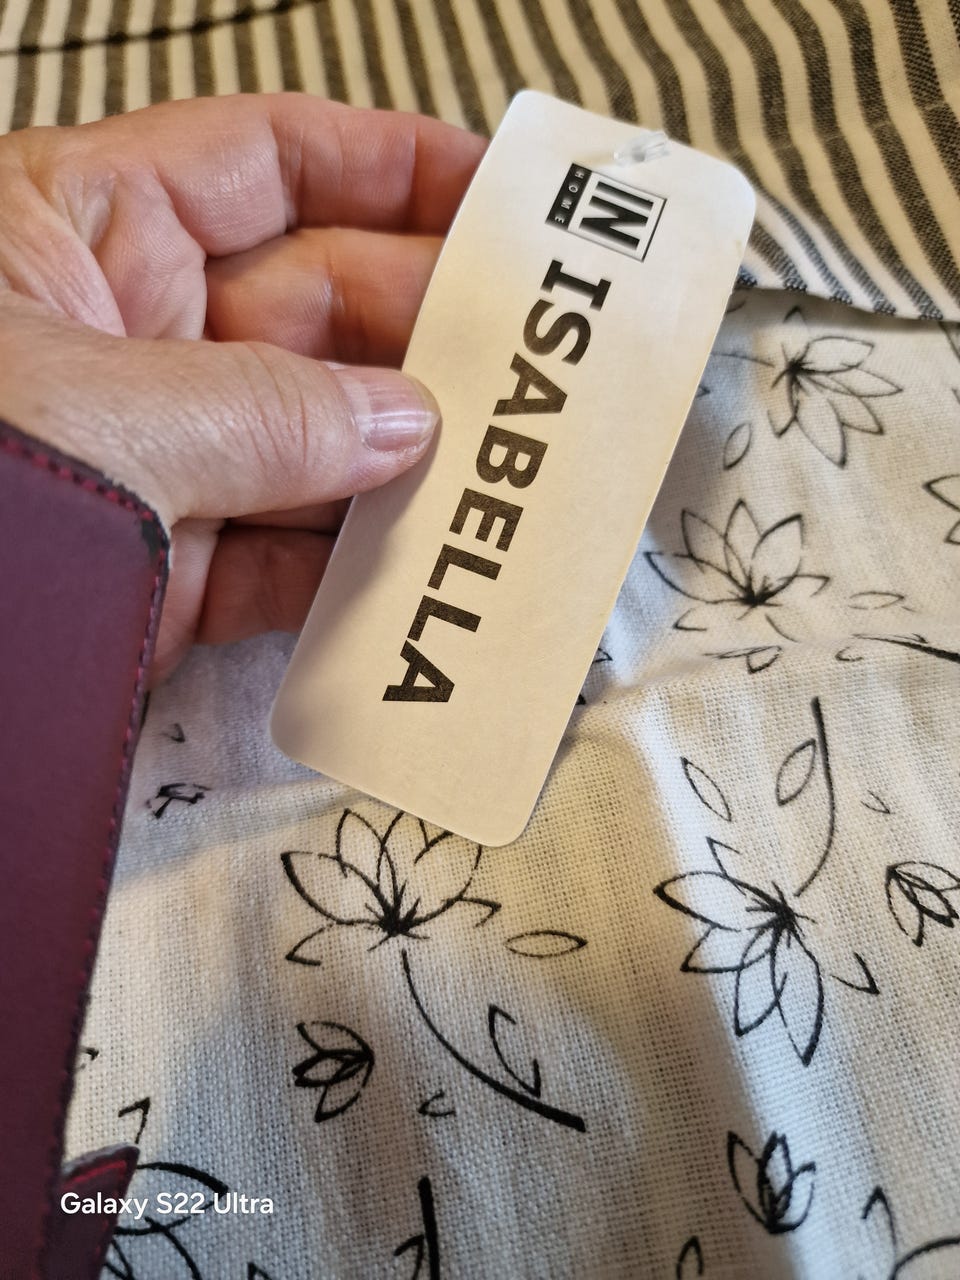 IN
HOME
ISABELLA
Galaxy S22 Ultra